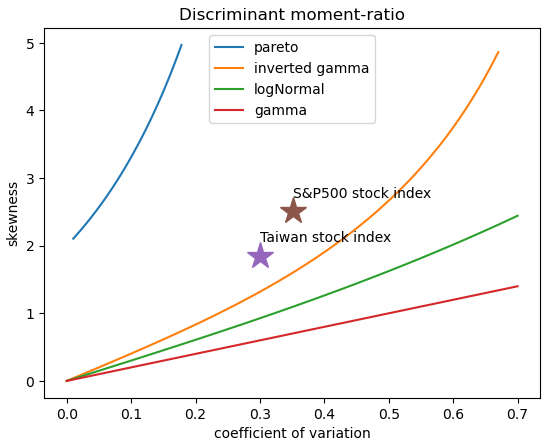 Discriminant moment-ratio
pareto
inverted gamma
logNormal
gamma
S&P500 stock index
Taiwan stock index
skewness
5
4
3
2
1
0
0.0 0.1 0.2 0.3 0.4 0.5 0.6 0.7
coefficient of variation